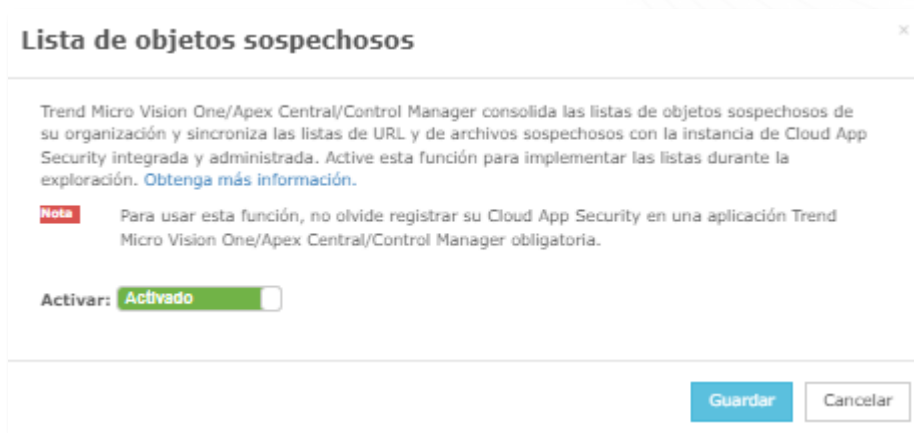 Lista de objetos sospechosos
×
Trend Micro Vision One/Apex Central/Control Manager consolida las listas de objetos sospechosos de
su organización y sincroniza las listas de URL y de archivos sospechosos con la instancia de Cloud App
Security integrada y administrada. Active esta función para implementar las listas durante la
exploración. Obtenga más información.
Nota Para usar esta función, no olvide registrar su Cloud App Security en una aplicación Trend
Micro Vision One/Apex Central/Control Manager obligatoria.
Activar: Activado
Guardar Cancelar